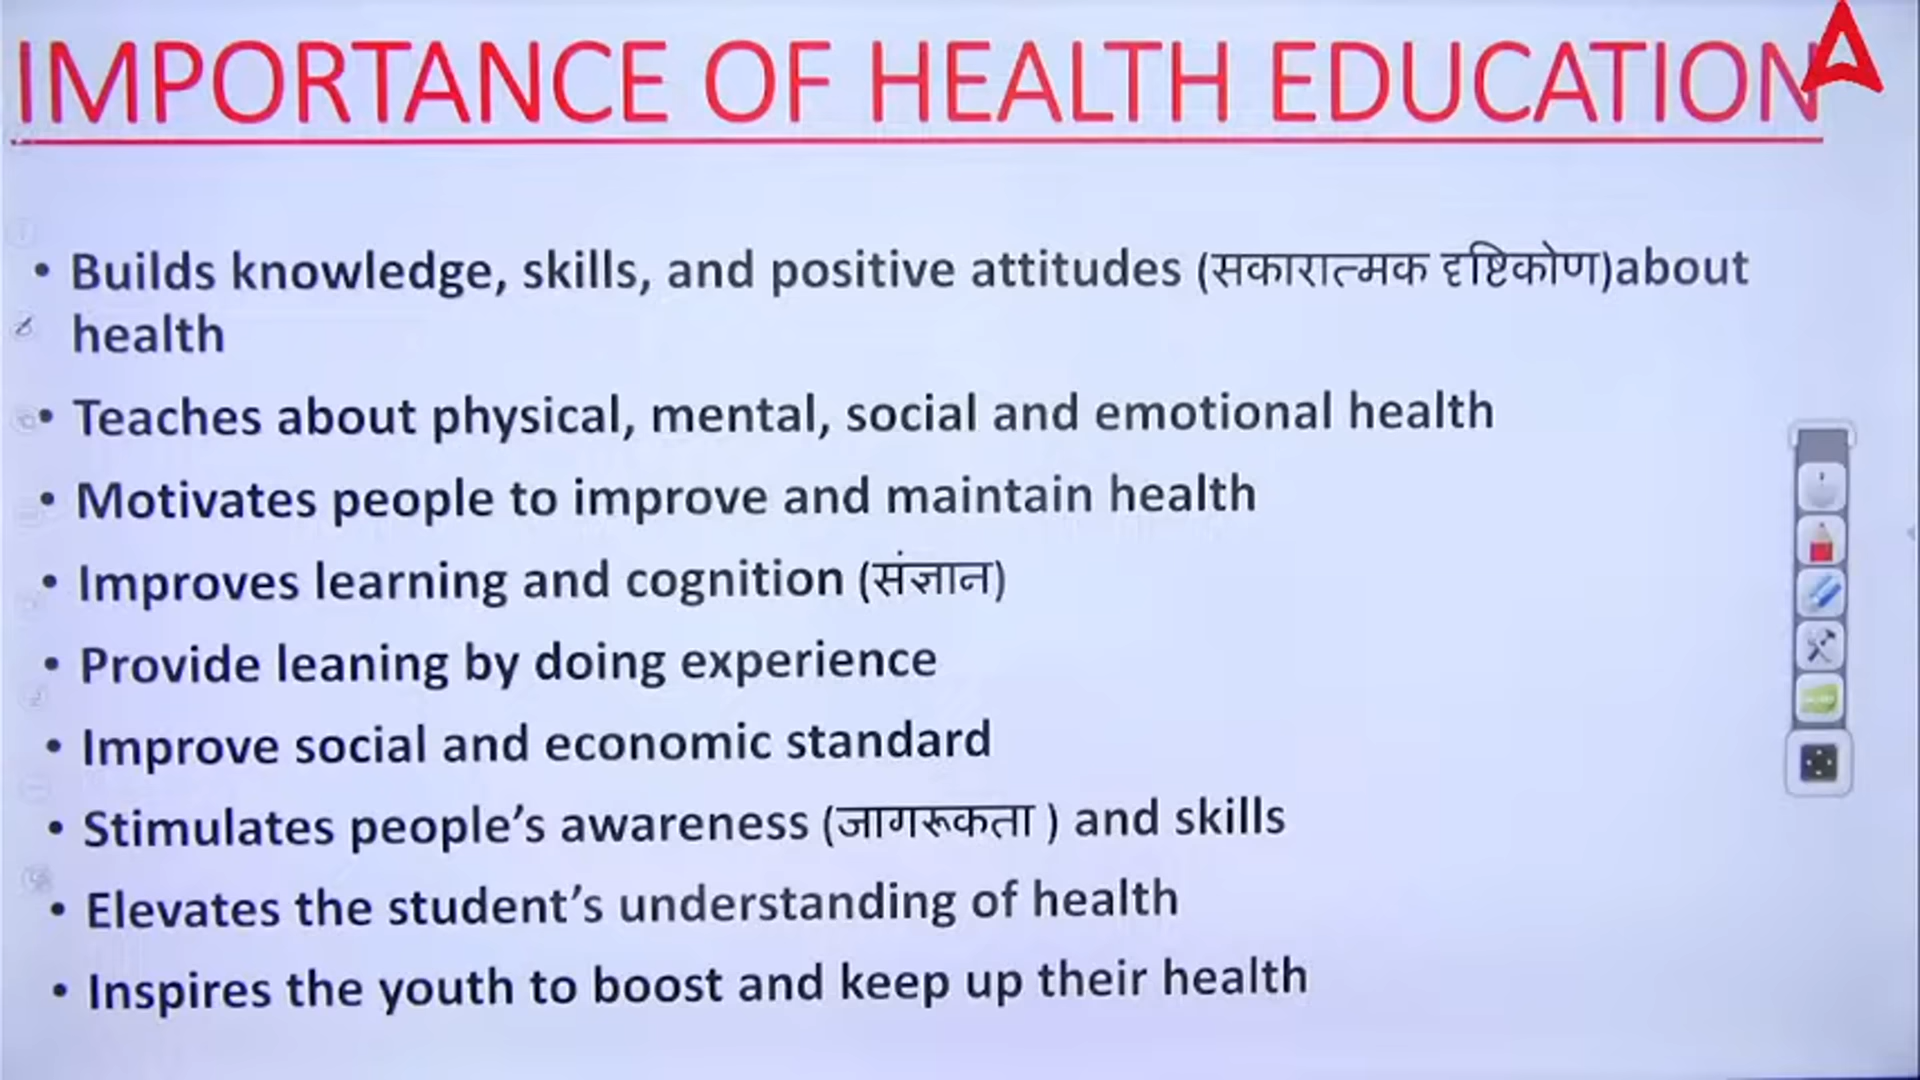 IMPORTANCE OF HEALTH EDUCATION
• Builds knowledge, skills, and positive attitudes (सकारात्मक दृष्टिकोण)about
health
• Teaches about physical, mental, social and emotional health
• Motivates people to improve and maintain health
• Improves learning and cognition (संज्ञान)
• Provide leaning by doing experience
• Improve social and economic standard
• Stimulates people’s awareness (जागरूकता ) and skills
• Elevates the student’s understanding of health
• Inspires the youth to boost and keep up their health